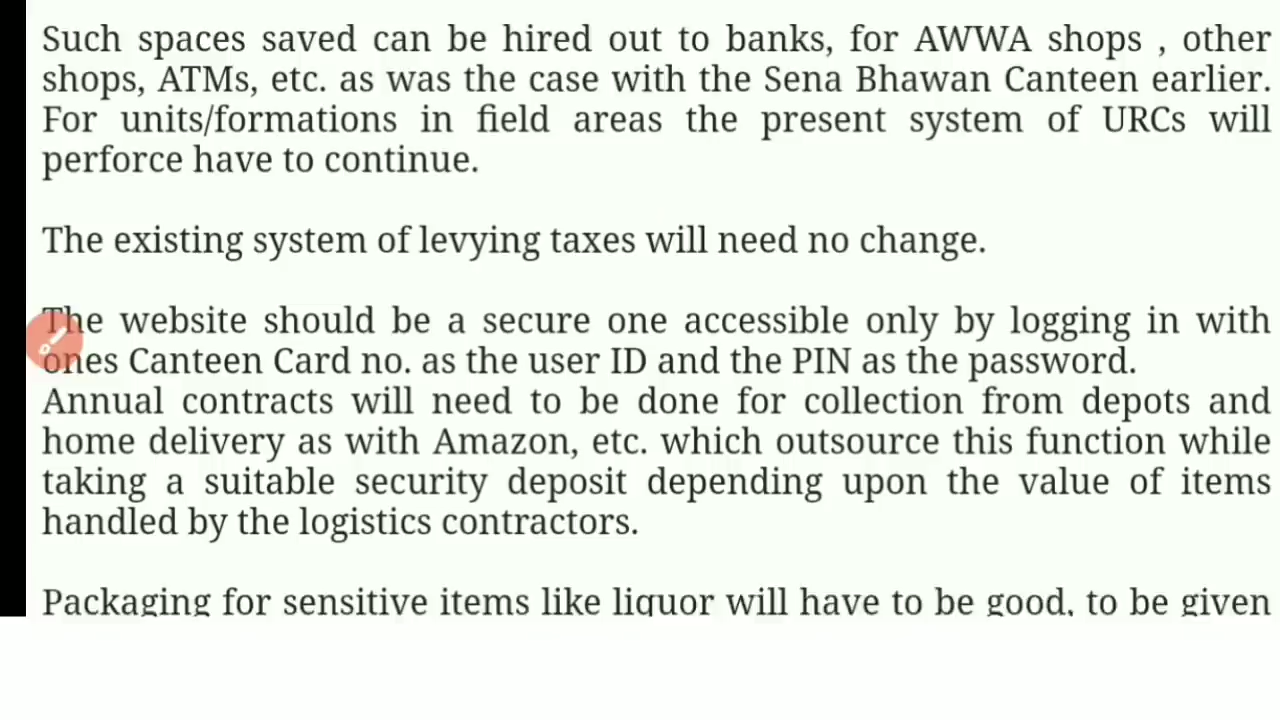 Such spaces saved can be hired out to banks, for AWWA shops , other
shops, ATMs, etc. as was the case with the Sena Bhawan Canteen earlier.
For units/formations in field areas the present system of URCs will
perforce have to continue.
The existing system of levying taxes will need no change.
The website should be a secure one accessible only by logging in with
ones Canteen Card no. as the user ID and the PIN as the password.
Annual contracts will need to be done for collection from depots and
home delivery as with Amazon, etc. which outsource this function while
taking a suitable security deposit depending upon the value of items
handled by the logistics contractors.
Packaging for sensitive items like liquor will have to be good, to be given